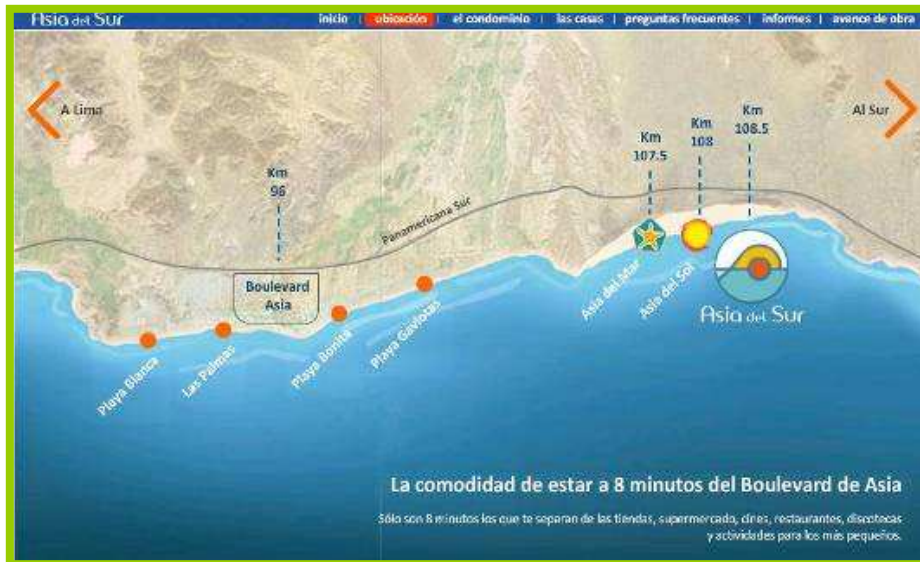 Asia del Sur
inicio | ubicación | el condominio | las casas | preguntas frecuentes | informes | avance de obra
A Lima
Al Sur
Km
96
Km
107.5
Km
108
Km
108.5
Panamericana Sur
Boulevard
Asia
Playa Blanca
Las Palmas
Playa Bonita
Playa Gaviotas
Asia del Mar
Asia del Sol
Asia del Sur
La comodidad de estar a 8 minutos del Boulevard de Asia
Sólo son 8 minutos los que te separan de las tiendas, supermercado, cines, restaurantes, discotecas
y actividades para los más pequeños.